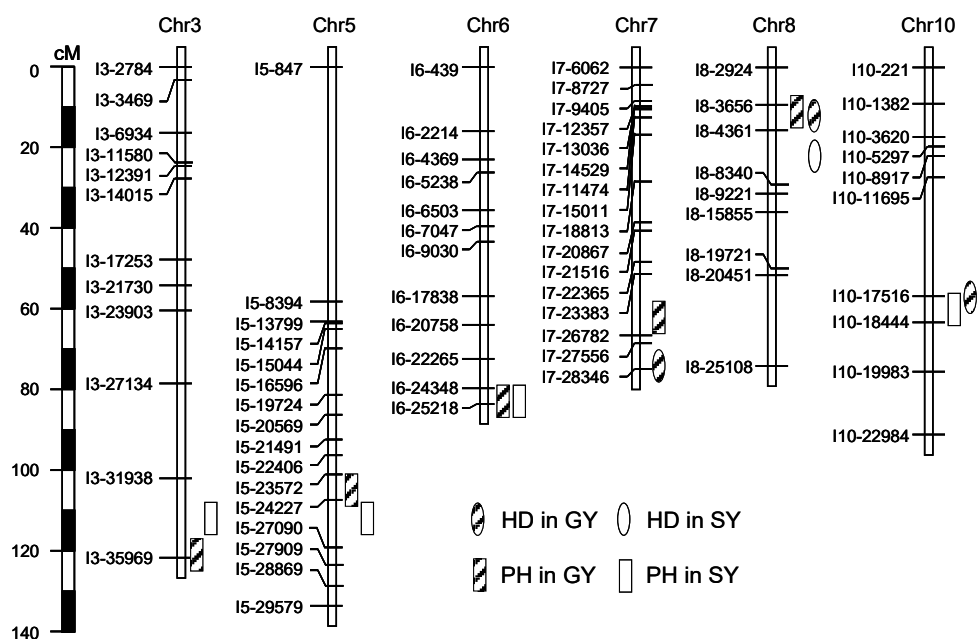 Chr3 Chr5 Chr6 Chr7 Chr8 Chr10
cM
0
20
40
60
80
100
120
140
I3-2784
I3-3469
I3-6934
I3-11580
I3-12391
I3-14015
I3-17253
I3-21730
I3-23903
I3-27134
I3-31938
I3-35969
I5-847
I5-8394
I5-13799
I5-14157
I5-15044
I5-16596
I5-19724
I5-20569
I5-21491
I5-22406
I5-23572
I5-24227
I5-27090
I5-27909
I5-28869
I5-29579
I6-439
I6-2214
I6-4369
I6-5238
I6-6503
I6-7047
I6-9030
I6-17838
I6-20758
I6-22265
I6-24348
I6-25218
I7-6062
I7-8727
I7-9405
I7-12357
I7-13036
I7-14529
I7-11474
I7-15011
I7-18813
I7-20867
I7-21516
I7-22365
I7-23383
I7-26782
I7-27556
I7-28346
I8-2924
I8-3656
I8-4361
I8-8340
I8-9221
I8-15855
I8-19721
I8-20451
I8-25108
I10-221
I10-1382
I10-3620
I10-5297
I10-8917
I10-11695
I10-17516
I10-18444
I10-19983
I10-22984
HD in GY HD in SY
PH in GY PH in SY